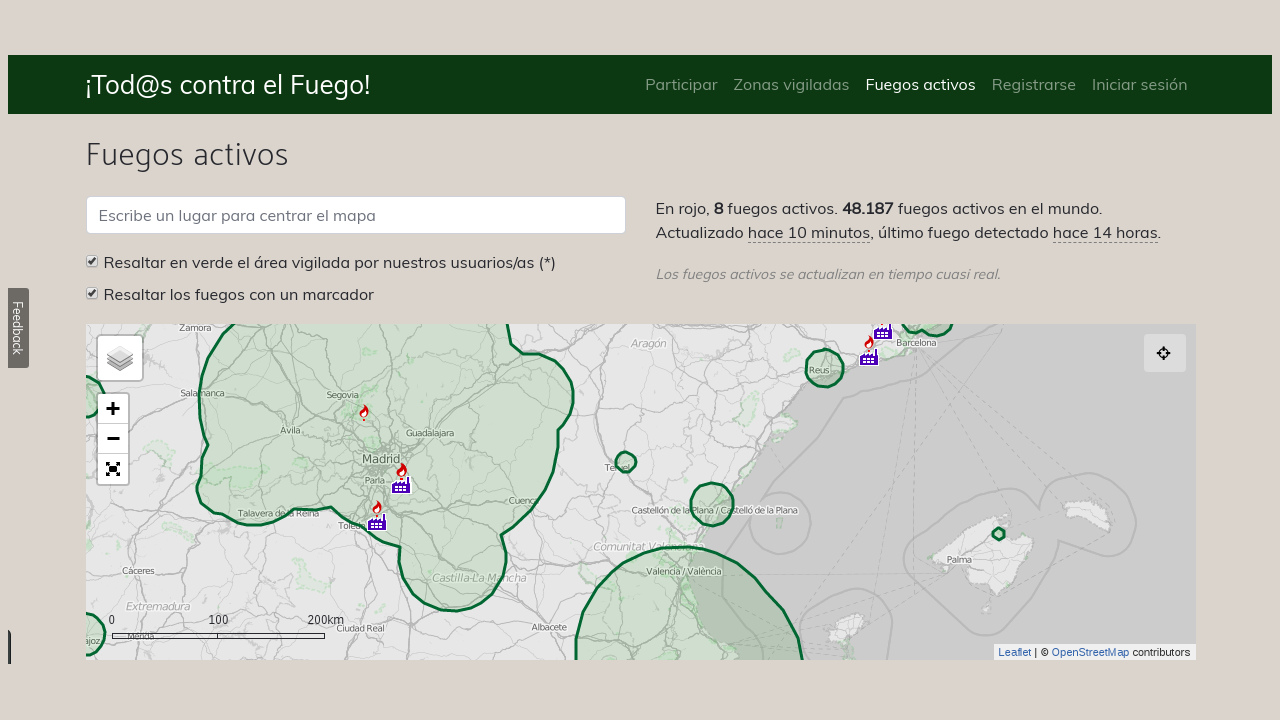 ¡Tod@s contra el Fuego!
Participar
Zonas vigiladas
Fuegos activos
Registrarse
Iniciar sesión
Fuegos activos
Escribe un lugar para centrar el mapa
Resaltar en verde el área vigilada por nuestros usuarios/as (*)
Resaltar los fuegos con un marcador
En rojo, 8 fuegos activos. 48.187 fuegos activos en el mundo.
Actualizado hace 10 minutos, último fuego detectado hace 14 horas.
Los fuegos activos se actualizan en tiempo cuasi real.
Feedback
Zamora
Aragón
Barcelona
Reus
Salamanca
Segovia
Ávila
Guadalajara
Madrid
Parla
Teruel
Cuenca
Talavera de la Reina
Toledo
Castellón de la Plana / Castelló de la Plana
Comunitat Valenciana
València / València
Palma
Cáceres
Castilla-La Mancha
Extremadura
Ciudad Real
Albacete
Mérida
ajoz
0
100
200km
+
−
Leaflet | © OpenStreetMap contributors